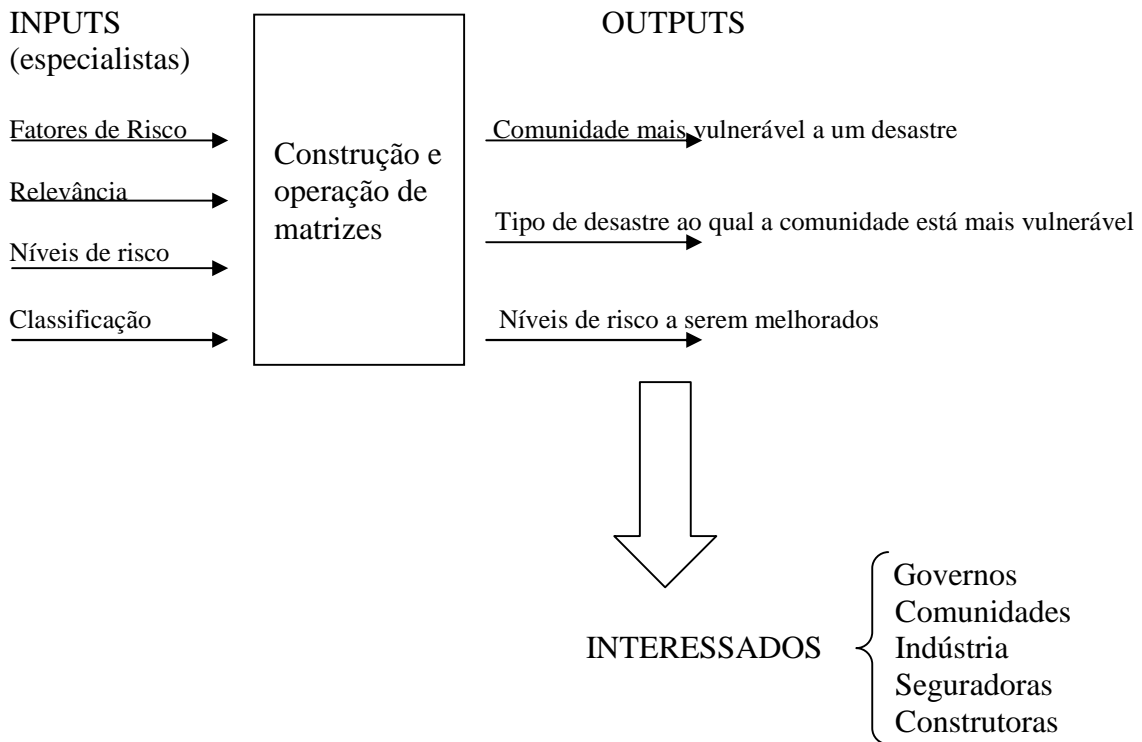 INPUTS
(especialistas)
Fatores de Risco
Relevância
Níveis de risco
Classificação
Construção e
operação de
matrizes
OUTPUTS
Comunidade mais vulnerável a um desastre
Tipo de desastre ao qual a comunidade está mais vulnerável
Níveis de risco a serem melhorados
INTERESSADOS
Governos
Comunidades
Indústria
Seguradoras
Construtoras